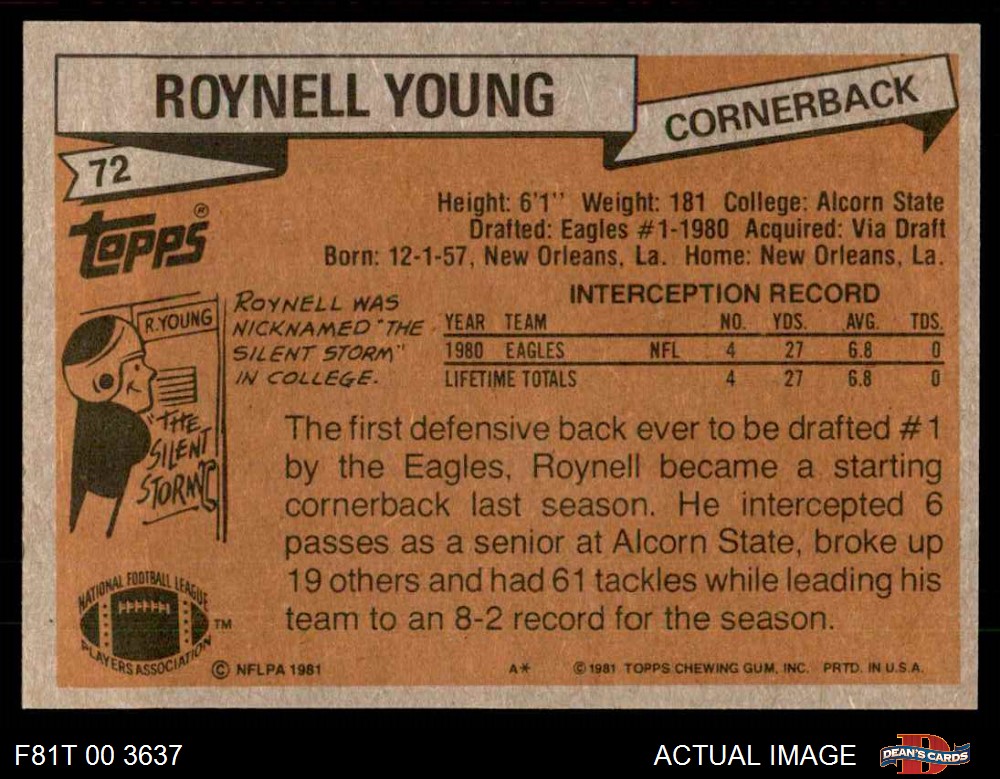 ROYNELL YOUNG
CORNERBACK
72
Topps®
Height: 6'1'' Weight: 181 College: Alcorn State
Drafted: Eagles #1-1980 Acquired: Via Draft
Born: 12-1-57, New Orleans, La. Home: New Orleans, La.
R. YOUNG
"THE
SILENT
STORM"
ROYNELL WAS
NICKNAMED "THE
SILENT STORM"
IN COLLEGE.
INTERCEPTION RECORD
YEAR TEAM NO. YDS. AVG. TDS.
1980 EAGLES NFL 4 27 6.8 0
LIFETIME TOTALS 4 27 6.8 0
The first defensive back ever to be drafted #1
by the Eagles, Roynell became a starting
cornerback last season. He intercepted 6
passes as a senior at Alcorn State, broke up
19 others and had 61 tackles while leading his
team to an 8-2 record for the season.
NATIONAL FOOTBALL LEAGUE
PLAYERS ASSOCIATION
TM
© NFLPA 1981
A*
© 1981 TOPPS CHEWING GUM, INC. PRTD. IN U.S.A.
F81T 00 3637
ACTUAL IMAGE
DEAN'S CARDS